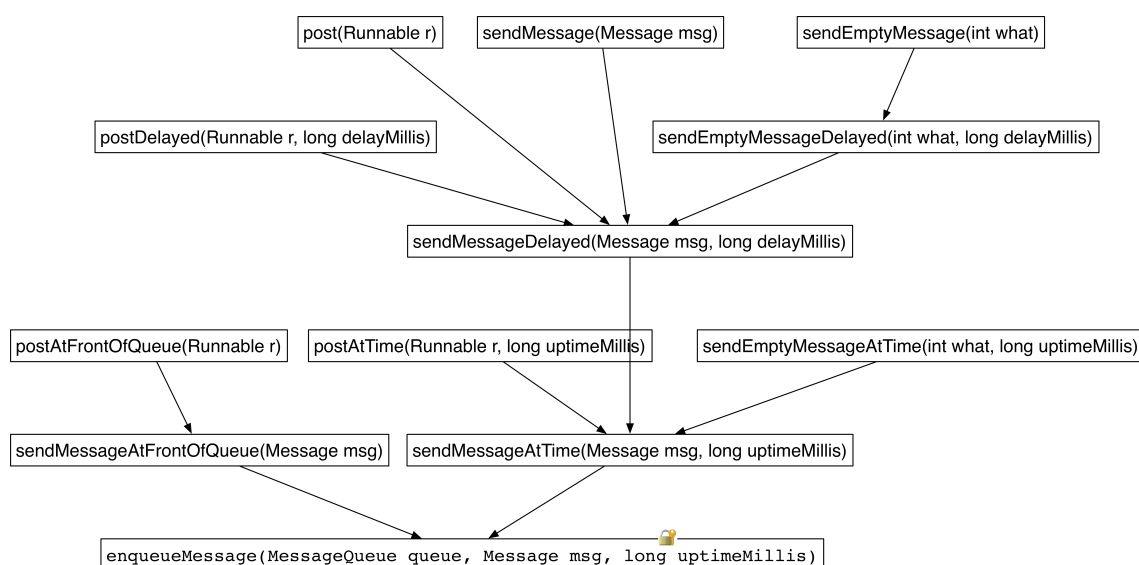 post(Runnable r)
sendMessage(Message msg)
sendEmptyMessage(int what)
postDelayed(Runnable r, long delayMillis)
sendEmptyMessageDelayed(int what, long delayMillis)
sendMessageDelayed(Message msg, long delayMillis)
postAtFrontOfQueue(Runnable r)
postAtTime(Runnable r, long uptimeMillis)
sendEmptyMessageAtTime(int what, long uptimeMillis)
sendMessageAtFrontOfQueue(Message msg)
sendMessageAtTime(Message msg, long uptimeMillis)
enqueueMessage(MessageQueue queue, Message msg, long uptimeMillis)